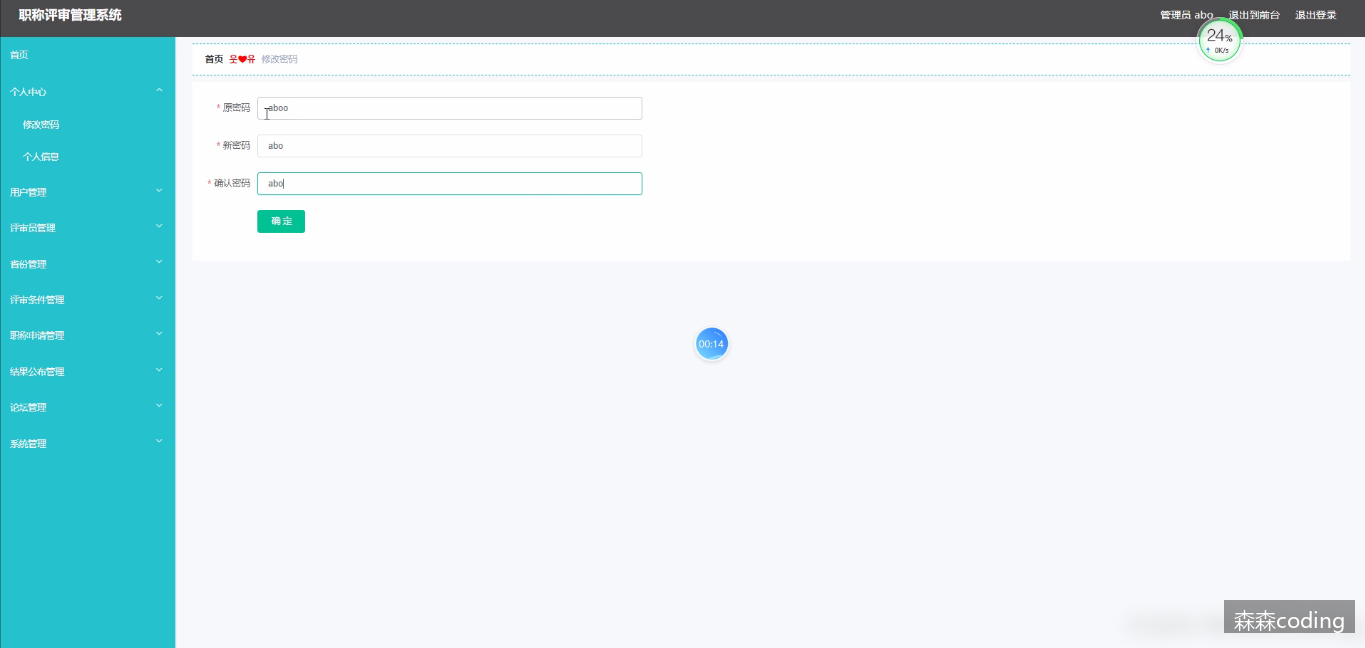 职称评审管理系统
管理员 abo 退出到前台 退出登录
24%
0K/s
首页
个人中心
修改密码
个人信息
用户管理
评审员管理
省份管理
评审条件管理
职称申请管理
结果公布管理
论坛管理
系统管理
首页 웃❤유 修改密码
* 原密码 aboo
* 新密码 abo
* 确认密码 abo
确 定
00:14
森森coding